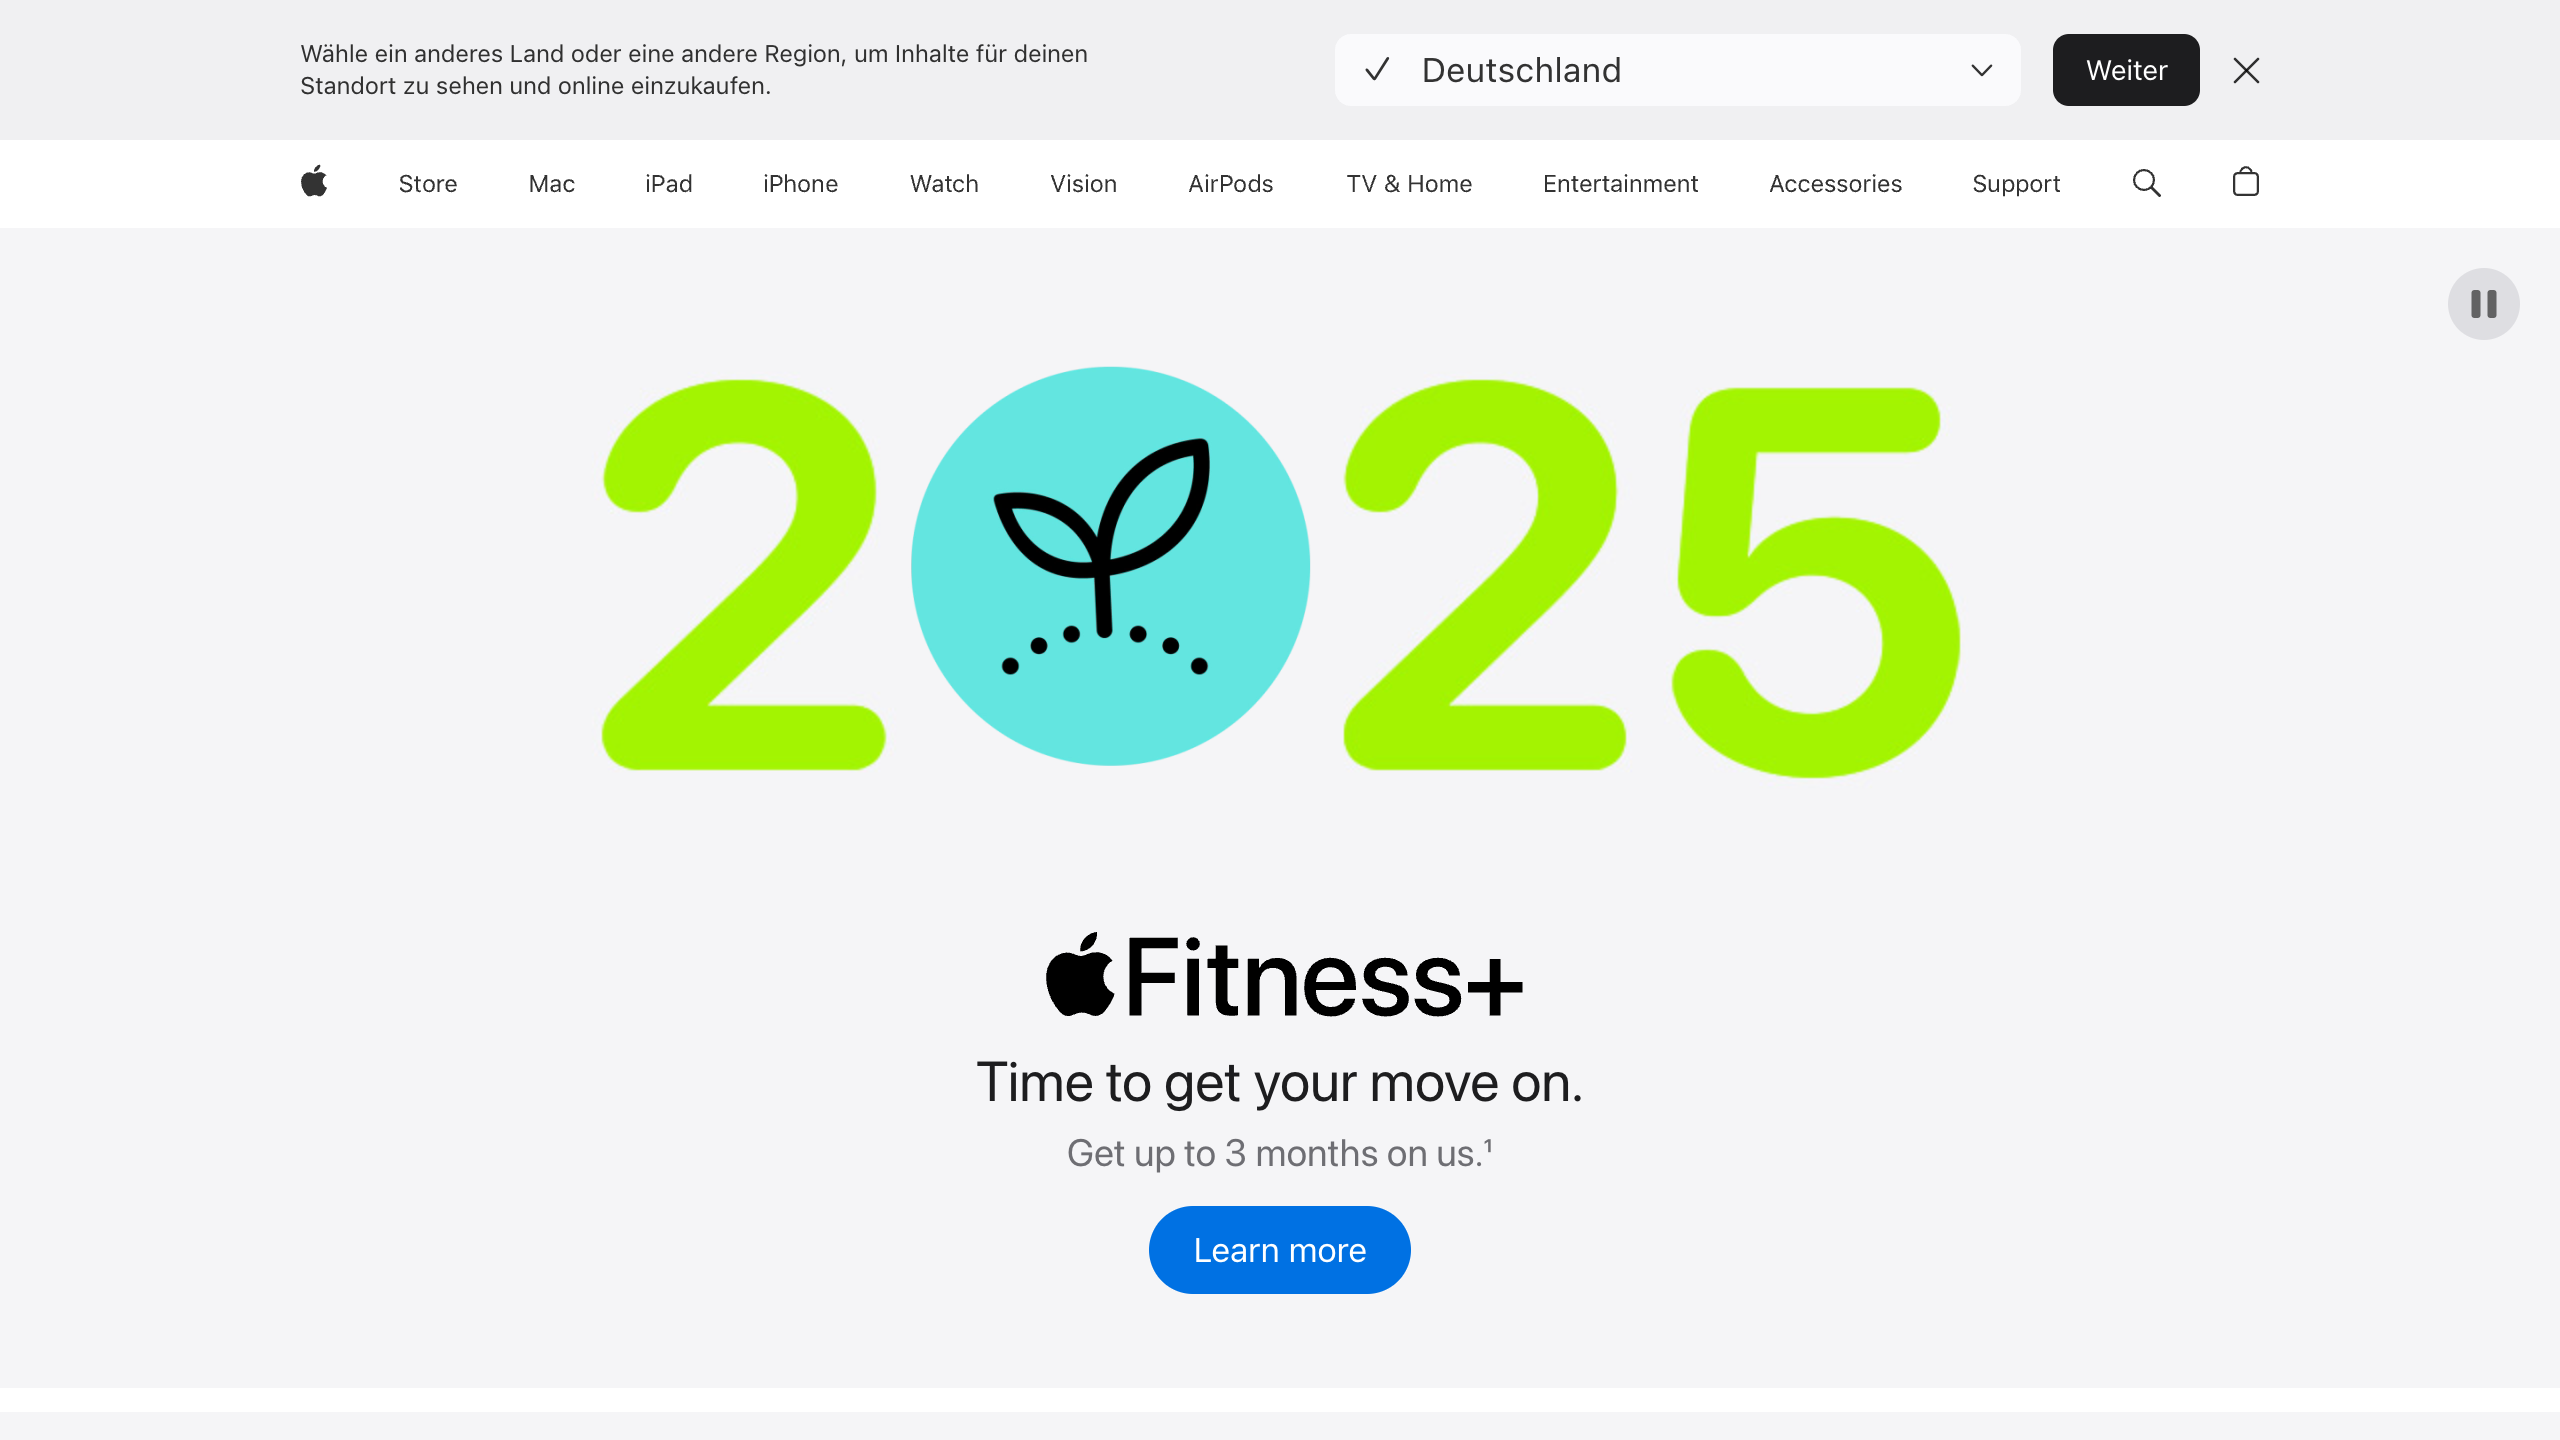 Wähle ein anderes Land oder eine andere Region, um Inhalte für deinen
Standort zu sehen und online einzukaufen.
Deutschland
Weiter
Store
Mac
iPad
iPhone
Watch
Vision
AirPods
TV & Home
Entertainment
Accessories
Support
2025
Fitness+
Time to get your move on.
Get up to 3 months on us.¹
Learn more